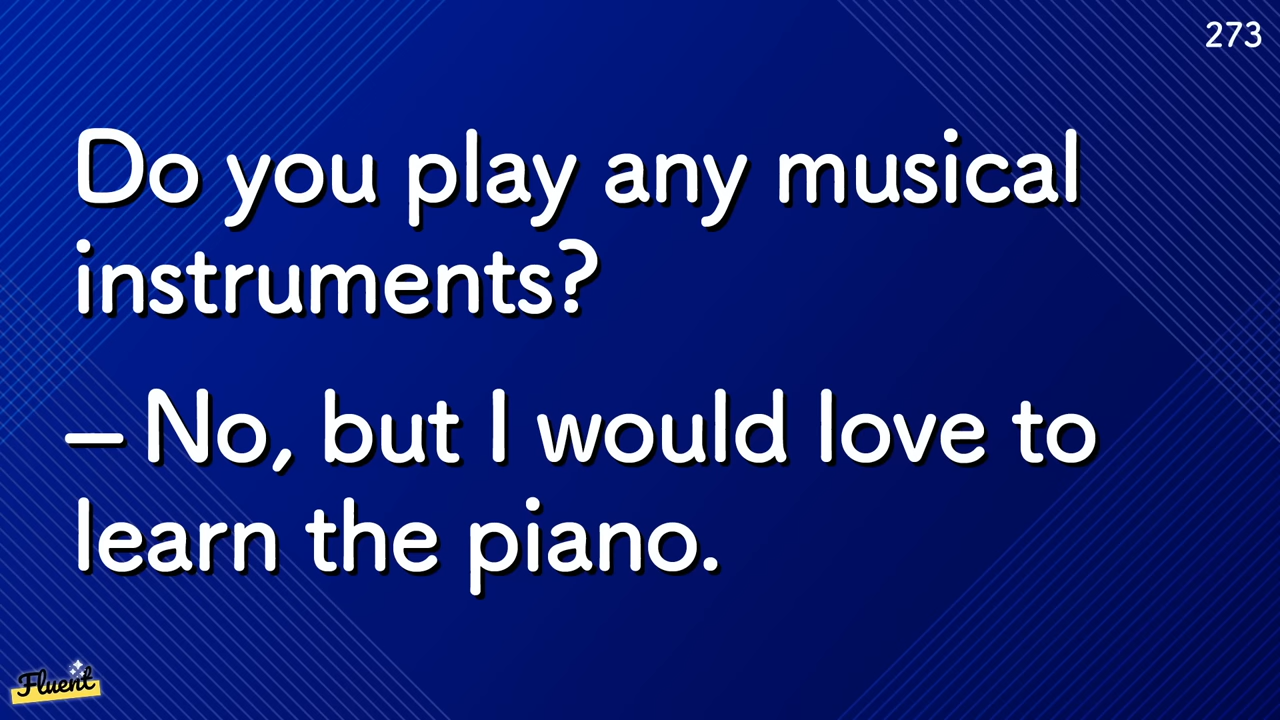 273
Do you play any musical
instruments?
– No, but I would love to
learn the piano.
Fluent